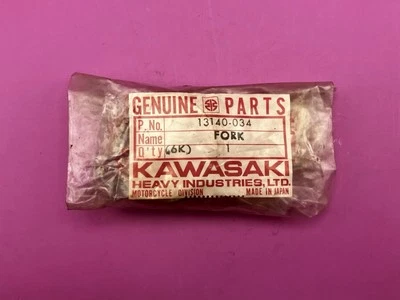 GENUINE PARTS
P.No. 13140-034
Name FORK
Q'ty (6K) 1
KAWASAKI
HEAVY INDUSTRIES, LTD.
MOTORCYCLE DIVISION MADE IN JAPAN